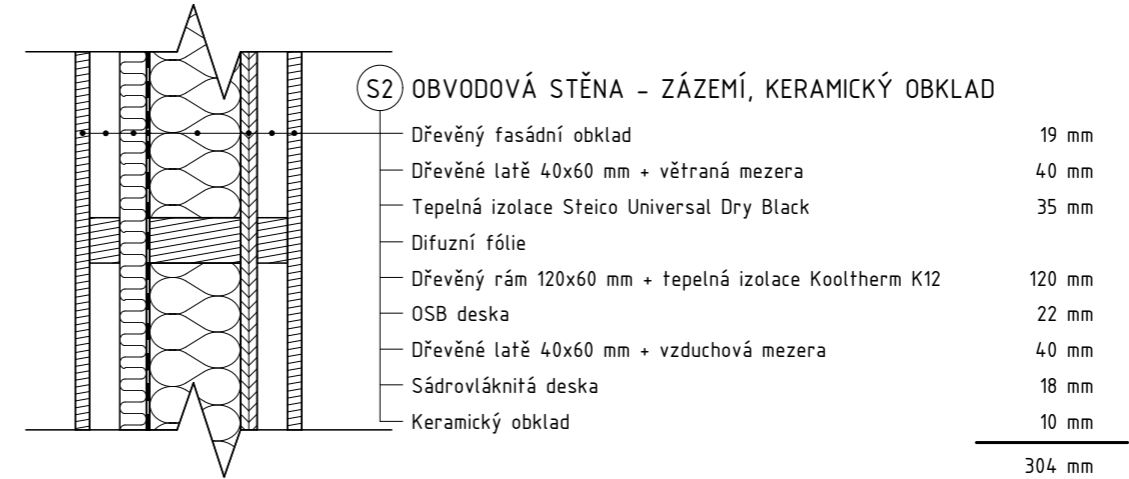 S2 OBVODOVÁ STĚNA - ZÁZEMÍ, KERAMICKÝ OBKLAD
Dřevěný fasádní obklad 19 mm
Dřevěné latě 40x60 mm + větraná mezera 40 mm
Tepelná izolace Steico Universal Dry Black 35 mm
Difuzní fólie
Dřevěný rám 120x60 mm + tepelná izolace Kooltherm K12 120 mm
OSB deska 22 mm
Dřevěné latě 40x60 mm + vzduchová mezera 40 mm
Sádrovláknitá deska 18 mm
Keramický obklad 10 mm
304 mm